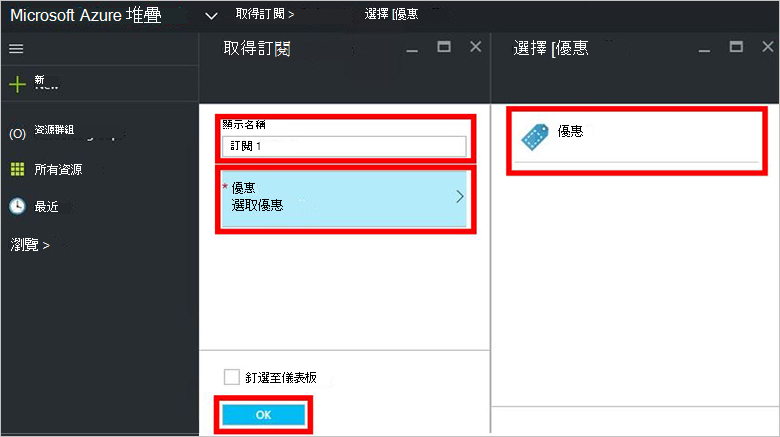 Microsoft Azure 堆疊
取得訂閱 > 選擇 [優惠
取得訂閱
選擇 [優惠
新
資源群組
所有資源
最近
瀏覽 >
顯示名稱
訂閱 1
* 優惠
選取優惠
優惠
釘選至儀表板
OK